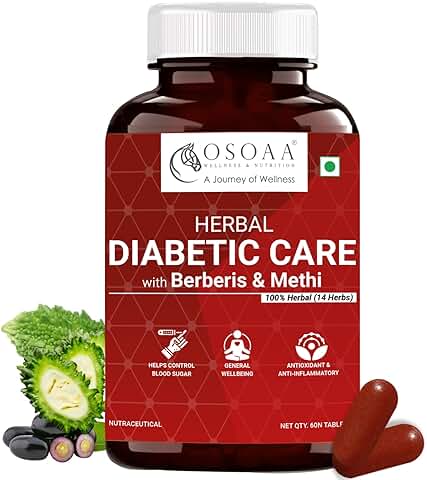 OSOAA®
WELLNESS & NUTRITION
A Journey of Wellness
HERBAL
DIABETIC CARE
with Berberis & Methi
100% Herbal (14 Herbs)
HELPS CONTROL
BLOOD SUGAR
GENERAL
WELLBEING
ANTIOXIDANT &
ANTI-INFLAMMATORY
NUTRACEUTICAL
NET QTY. 60N TABLE